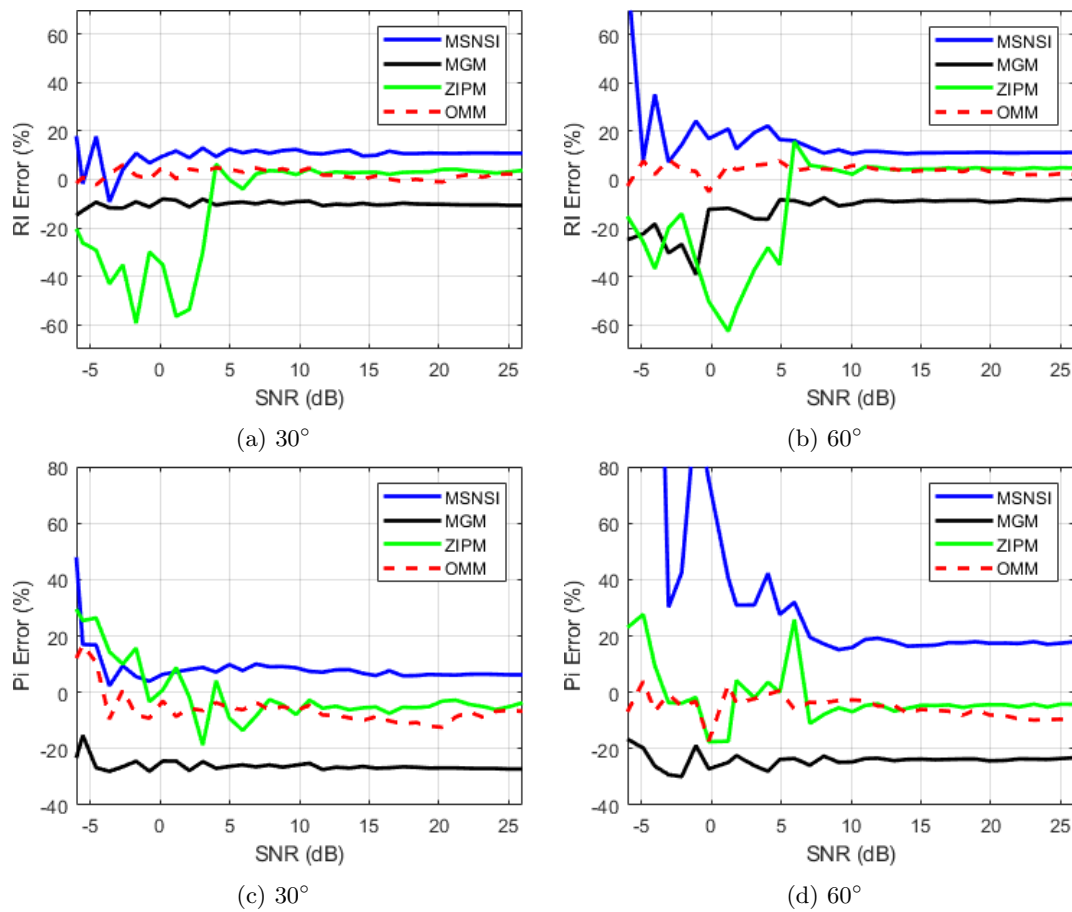 60
40
20
0
-20
-40
-60
RI Error (%)
MSNSI
MGM
ZIPM
OMM
-5 0 5 10 15 20 25
SNR (dB)
(a) 30°
60
40
20
0
-20
-40
-60
RI Error (%)
MSNSI
MGM
ZIPM
OMM
-5 0 5 10 15 20 25
SNR (dB)
(b) 60°
80
60
40
20
0
-20
-40
Pi Error (%)
MSNSI
MGM
ZIPM
OMM
-5 0 5 10 15 20 25
SNR (dB)
(c) 30°
80
60
40
20
0
-20
-40
Pi Error (%)
MSNSI
MGM
ZIPM
OMM
-5 0 5 10 15 20 25
SNR (dB)
(d) 60°